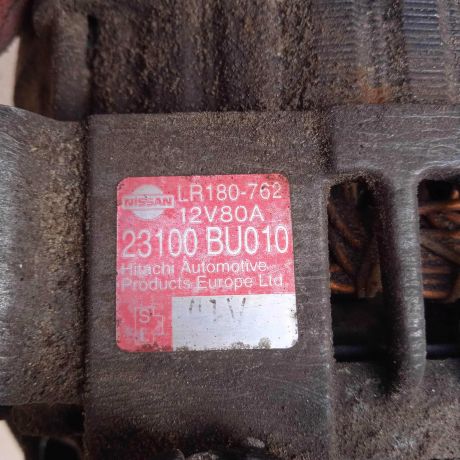 NISSAN LR180-762
12V80A
23100 BU010
Hitachi Automotive
Products Europe Ltd
S
L